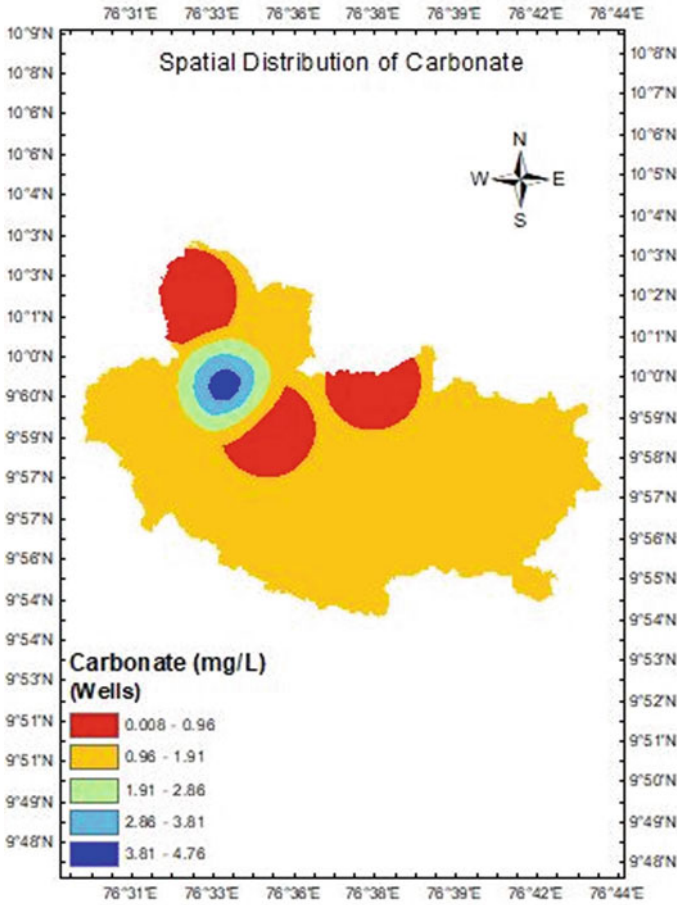 76°31'E 76°33'E 76°36'E 76°38'E 76°39'E 76°42'E 76°44'E
10°9'N
10°8'N
10°6'N
10°6'N
10°4'N
10°3'N
10°3'N
10°1'N
10°0'N
9°60'N
9°59'N
9°57'N
9°57'N
9°56'N
9°54'N
9°54'N
9°53'N
9°51'N
9°51'N
9°49'N
9°48'N
Spatial Distribution of Carbonate
N
W E
S
10°8'N
10°7'N
10°6'N
10°5'N
10°4'N
10°3'N
10°2'N
10°1'N
10°0'N
9°59'N
9°58'N
9°57'N
9°56'N
9°55'N
9°54'N
9°53'N
9°52'N
9°51'N
9°50'N
9°49'N
9°48'N
Carbonate (mg/L)
(Wells)
0.008 - 0.96
0.96 - 1.91
1.91 - 2.86
2.86 - 3.81
3.81 - 4.76
76°31'E 76°33'E 76°36'E 76°38'E 76°39'E 76°42'E 76°44'E